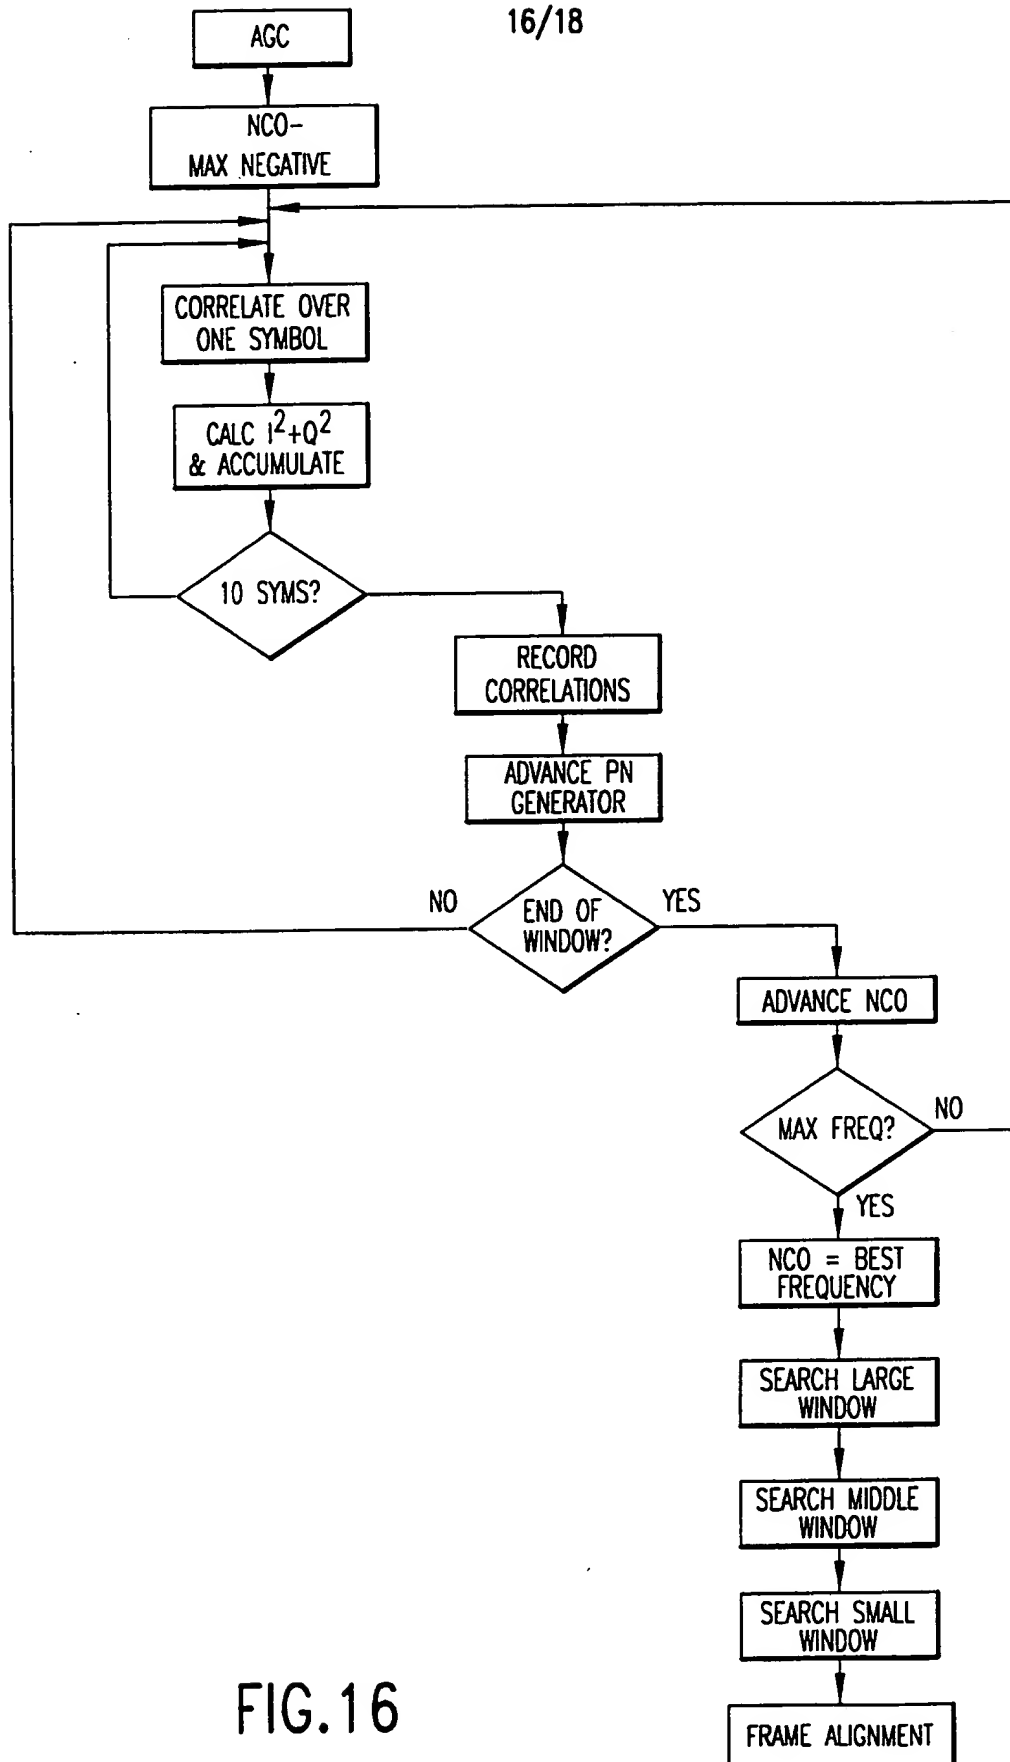 16/18
AGC
NCO-
MAX NEGATIVE
CORRELATE OVER
ONE SYMBOL
CALC I²+Q²
& ACCUMULATE
10 SYMS?
RECORD
CORRELATIONS
ADVANCE PN
GENERATOR
NO
END OF
WINDOW?
YES
ADVANCE NCO
MAX FREQ?
NO
YES
NCO = BEST
FREQUENCY
SEARCH LARGE
WINDOW
SEARCH MIDDLE
WINDOW
SEARCH SMALL
WINDOW
FRAME ALIGNMENT
FIG.16